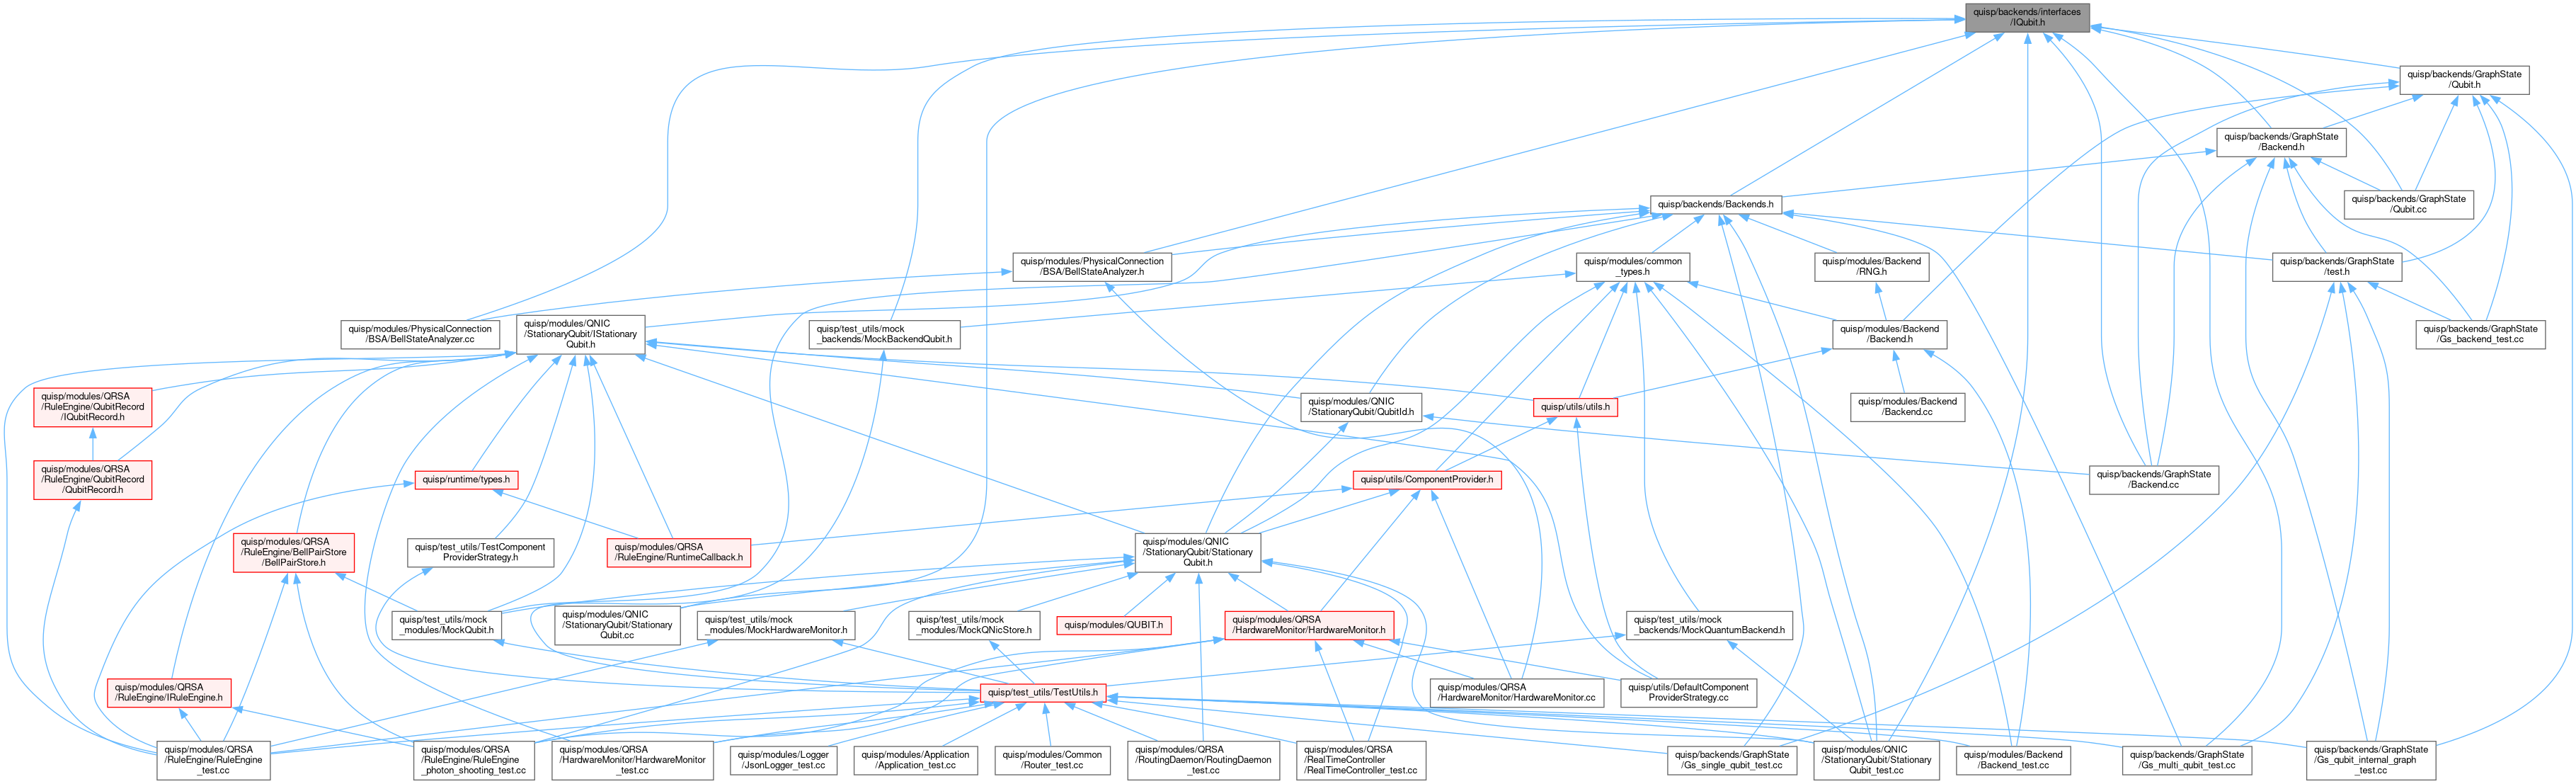 quisp/backends/interfaces
/IQubit.h
quisp/backends/GraphState
/Qubit.h
quisp/backends/GraphState
/Backend.h
quisp/backends/Backends.h
quisp/backends/GraphState
/Qubit.cc
quisp/modules/PhysicalConnection
/BSA/BellStateAnalyzer.h
quisp/modules/common
_types.h
quisp/modules/Backend
/RNG.h
quisp/backends/GraphState
/test.h
quisp/modules/PhysicalConnection
/BSA/BellStateAnalyzer.cc
quisp/modules/QNIC
/StationaryQubit/IStationary
Qubit.h
quisp/test_utils/mock
_backends/MockBackendQubit.h
quisp/modules/Backend
/Backend.h
quisp/backends/GraphState
/Gs_backend_test.cc
quisp/modules/QRSA
/RuleEngine/QubitRecord
/IQubitRecord.h
quisp/modules/QNIC
/StationaryQubit/QubitId.h
quisp/utils/utils.h
quisp/modules/Backend
/Backend.cc
quisp/modules/QRSA
/RuleEngine/QubitRecord
/QubitRecord.h
quisp/runtime/types.h
quisp/utils/ComponentProvider.h
quisp/backends/GraphState
/Backend.cc
quisp/modules/QRSA
/RuleEngine/BellPairStore
/BellPairStore.h
quisp/test_utils/TestComponent
ProviderStrategy.h
quisp/modules/QRSA
/RuleEngine/RuntimeCallback.h
quisp/modules/QNIC
/StationaryQubit/Stationary
Qubit.h
quisp/test_utils/mock
_modules/MockQubit.h
quisp/modules/QNIC
/StationaryQubit/Stationary
Qubit.cc
quisp/test_utils/mock
_modules/MockHardwareMonitor.h
quisp/test_utils/mock
_modules/MockQNicStore.h
quisp/modules/QUBIT.h
quisp/modules/QRSA
/HardwareMonitor/HardwareMonitor.h
quisp/test_utils/mock
_backends/MockQuantumBackend.h
quisp/modules/QRSA
/RuleEngine/IRuleEngine.h
quisp/test_utils/TestUtils.h
quisp/modules/QRSA
/HardwareMonitor/HardwareMonitor.cc
quisp/utils/DefaultComponent
ProviderStrategy.cc
quisp/modules/QRSA
/RuleEngine/RuleEngine
_test.cc
quisp/modules/QRSA
/RuleEngine/RuleEngine
_photon_shooting_test.cc
quisp/modules/QRSA
/HardwareMonitor/HardwareMonitor
_test.cc
quisp/modules/Logger
/JsonLogger_test.cc
quisp/modules/Application
/Application_test.cc
quisp/modules/Common
/Router_test.cc
quisp/modules/QRSA
/RoutingDaemon/RoutingDaemon
_test.cc
quisp/modules/QRSA
/RealTimeController
/RealTimeController_test.cc
quisp/backends/GraphState
/Gs_single_qubit_test.cc
quisp/modules/QNIC
/StationaryQubit/Stationary
Qubit_test.cc
quisp/modules/Backend
/Backend_test.cc
quisp/backends/GraphState
/Gs_multi_qubit_test.cc
quisp/backends/GraphState
/Gs_qubit_internal_graph
_test.cc